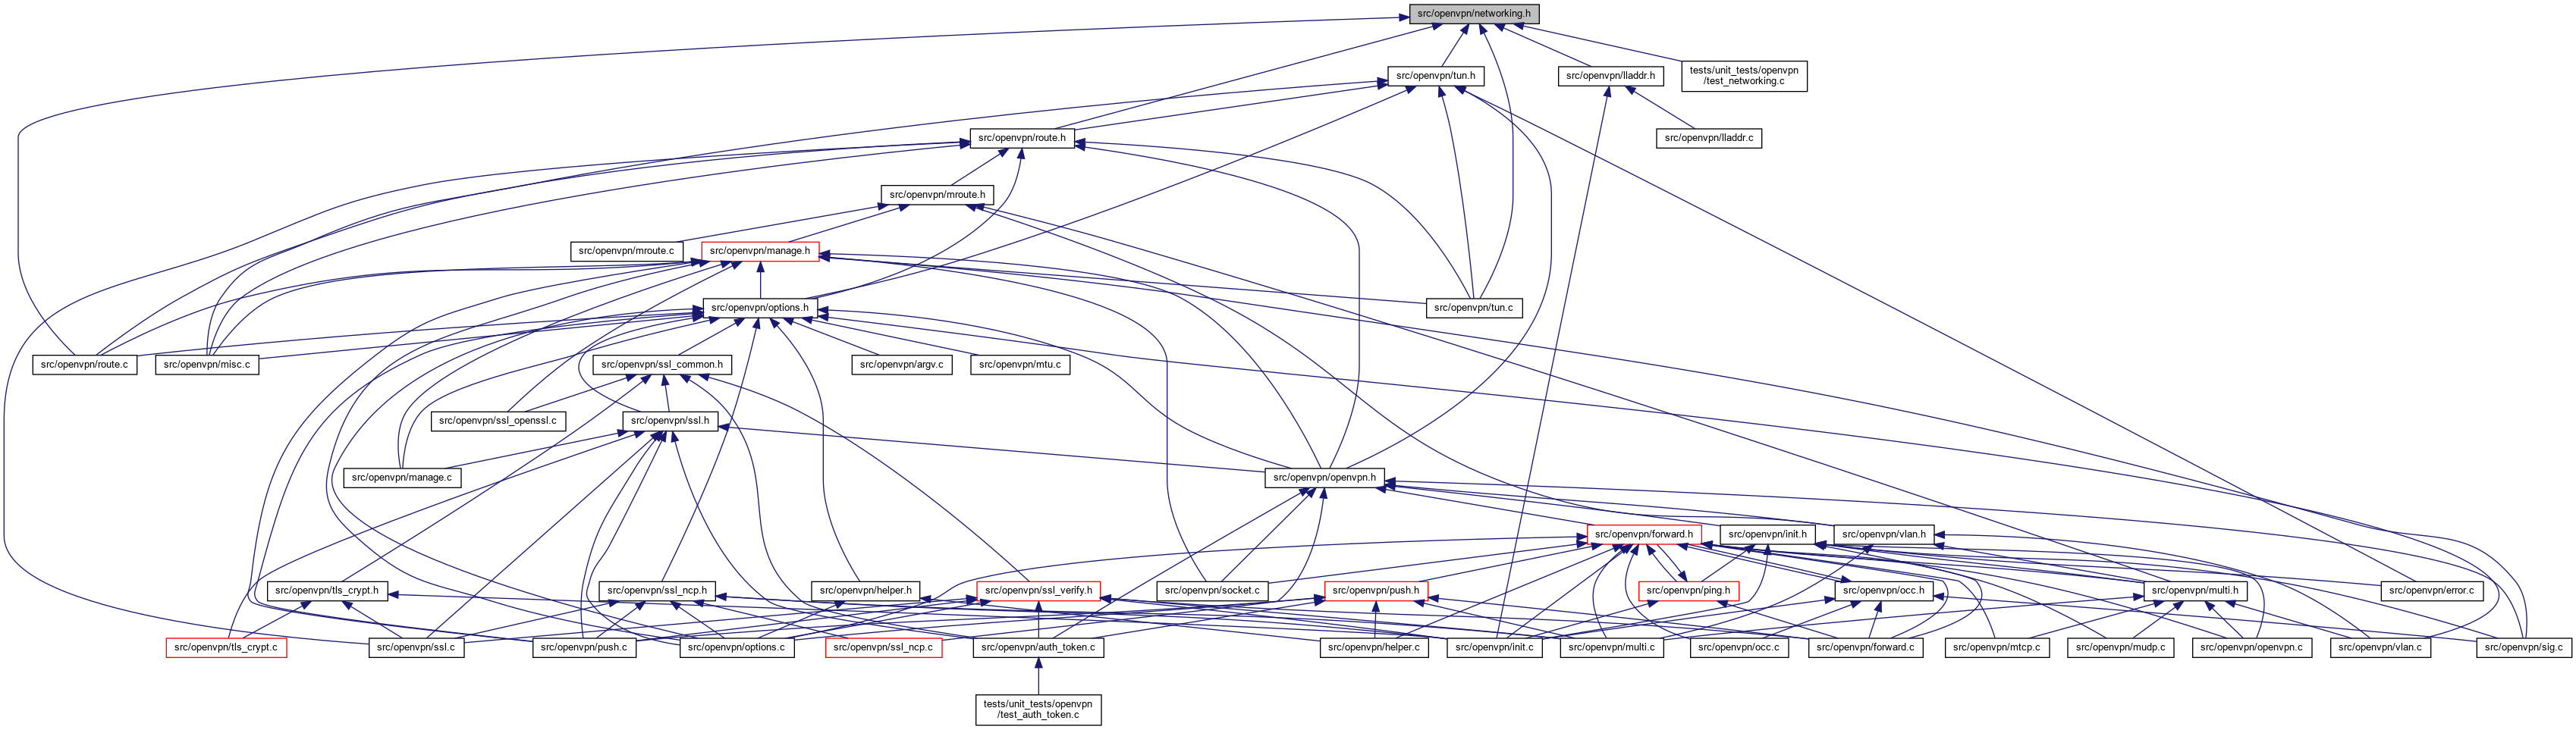 src/openvpn/networking.h
src/openvpn/tun.h
src/openvpn/lladdr.h
tests/unit_tests/openvpn
/test_networking.c
src/openvpn/route.h
src/openvpn/lladdr.c
src/openvpn/mroute.h
src/openvpn/mroute.c
src/openvpn/manage.h
src/openvpn/options.h
src/openvpn/tun.c
src/openvpn/route.c
src/openvpn/misc.c
src/openvpn/ssl_common.h
src/openvpn/argv.c
src/openvpn/mtu.c
src/openvpn/ssl_openssl.c
src/openvpn/ssl.h
src/openvpn/manage.c
src/openvpn/openvpn.h
src/openvpn/forward.h
src/openvpn/init.h
src/openvpn/vlan.h
src/openvpn/tls_crypt.h
src/openvpn/ssl_ncp.h
src/openvpn/helper.h
src/openvpn/ssl_verify.h
src/openvpn/socket.c
src/openvpn/push.h
src/openvpn/ping.h
src/openvpn/occ.h
src/openvpn/multi.h
src/openvpn/error.c
src/openvpn/tls_crypt.c
src/openvpn/ssl.c
src/openvpn/push.c
src/openvpn/options.c
src/openvpn/ssl_ncp.c
src/openvpn/auth_token.c
src/openvpn/helper.c
src/openvpn/init.c
src/openvpn/multi.c
src/openvpn/occ.c
src/openvpn/forward.c
src/openvpn/mtcp.c
src/openvpn/mudp.c
src/openvpn/openvpn.c
src/openvpn/vlan.c
src/openvpn/sig.c
tests/unit_tests/openvpn
/test_auth_token.c